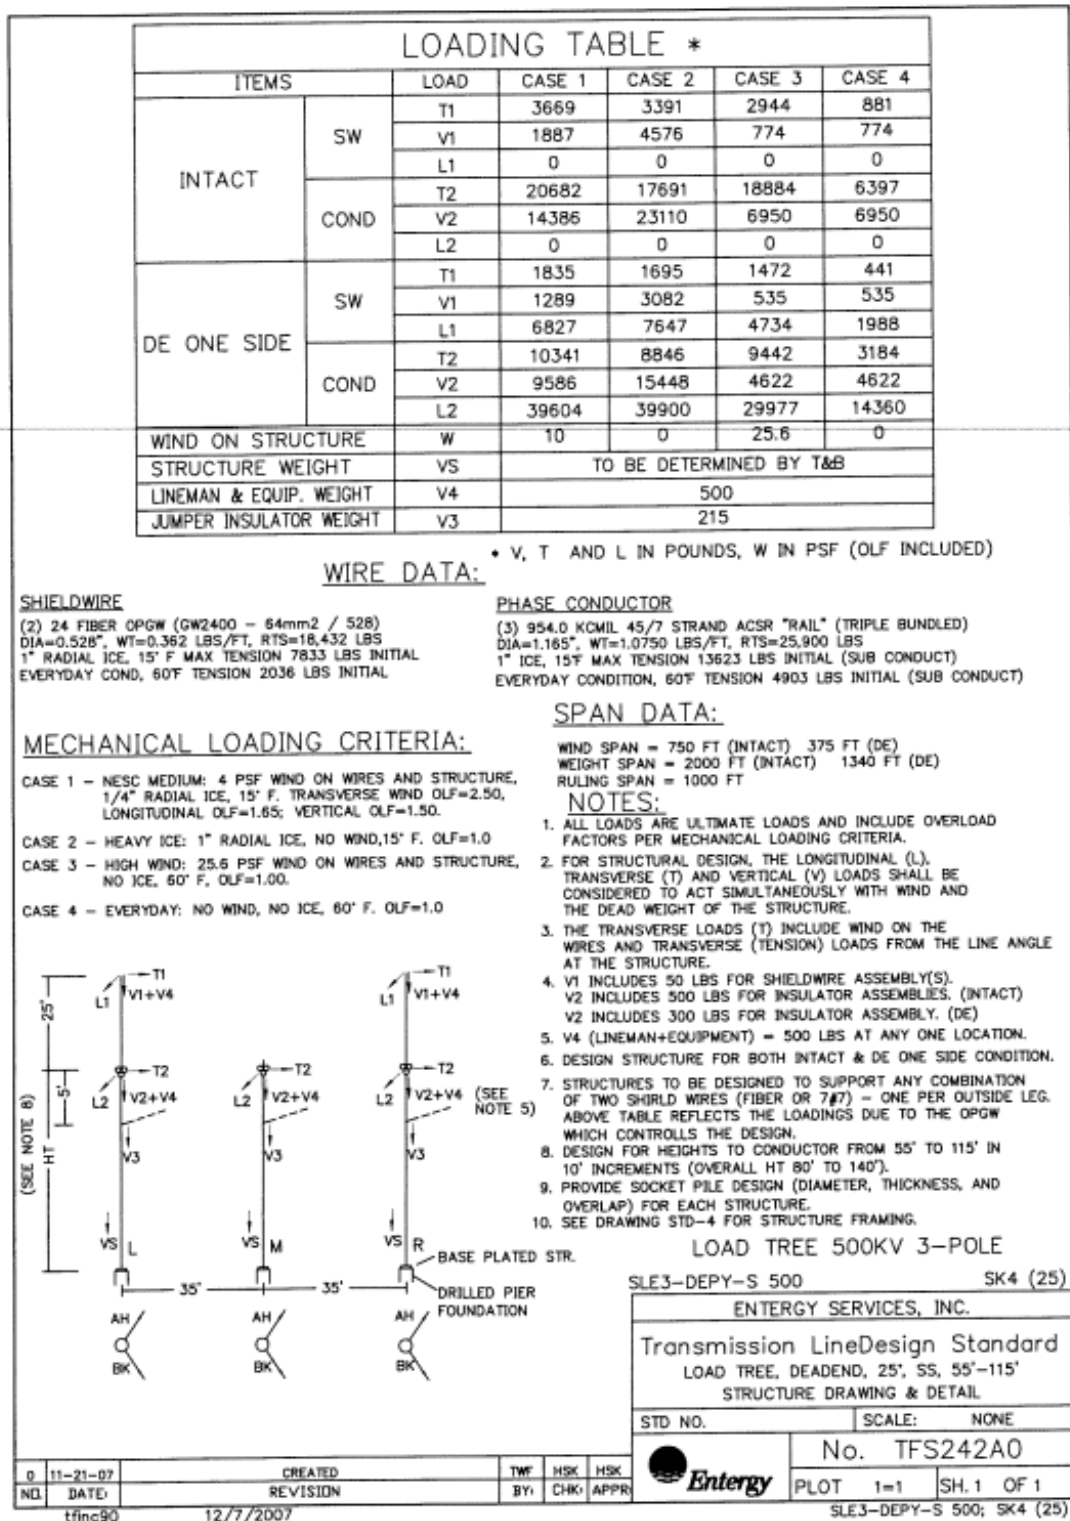 LOADING TABLE *
ITEMS LOAD CASE 1 CASE 2 CASE 3 CASE 4
INTACT SW T1 3669 3391 2944 881
V1 1887 4576 774 774
L1 0 0 0 0
COND T2 20682 17691 18884 6397
V2 14386 23110 6950 6950
L2 0 0 0 0
DE ONE SIDE SW T1 1835 1695 1472 441
V1 1289 3082 535 535
L1 6827 7647 4734 1988
COND T2 10341 8846 9442 3184
V2 9586 15448 4622 4622
L2 39604 39900 29977 14360
WIND ON STRUCTURE W 10 0 25.6 0
STRUCTURE WEIGHT VS TO BE DETERMINED BY T&B
LINEMAN & EQUIP. WEIGHT V4 500
JUMPER INSULATOR WEIGHT V3 215
* V, T AND L IN POUNDS, W IN PSF (OLF INCLUDED)
WIRE DATA:
SHIELDWIRE
(2) 24 FIBER OPGW (GW2400 - 64mm2 / 528)
DIA=0.528", WT=0.362 LBS/FT, RTS=18,432 LBS
1" RADIAL ICE, 15° F MAX TENSION 7833 LBS INITIAL
EVERYDAY COND, 60°F TENSION 2036 LBS INITIAL
PHASE CONDUCTOR
(3) 954.0 KCMIL 45/7 STRAND ACSR "RAIL" (TRIPLE BUNDLED)
DIA=1.165", WT=1.0750 LBS/FT, RTS=25,900 LBS
1" ICE, 15°F MAX TENSION 13623 LBS INITIAL (SUB CONDUCT)
EVERYDAY CONDITION, 60°F TENSION 4903 LBS INITIAL (SUB CONDUCT)
SPAN DATA:
WIND SPAN = 750 FT (INTACT) 375 FT (DE)
WEIGHT SPAN = 2000 FT (INTACT) 1340 FT (DE)
RULING SPAN = 1000 FT
MECHANICAL LOADING CRITERIA:
CASE 1 - NESC MEDIUM: 4 PSF WIND ON WIRES AND STRUCTURE,
1/4" RADIAL ICE, 15° F. TRANSVERSE WIND OLF=2.50,
LONGITUDINAL OLF=1.65; VERTICAL OLF=1.50.
CASE 2 - HEAVY ICE: 1" RADIAL ICE, NO WIND,15° F. OLF=1.0
CASE 3 - HIGH WIND: 25.6 PSF WIND ON WIRES AND STRUCTURE,
NO ICE, 60° F, OLF=1.00.
CASE 4 - EVERYDAY: NO WIND, NO ICE, 60° F. OLF=1.0
NOTES:
1. ALL LOADS ARE ULTIMATE LOADS AND INCLUDE OVERLOAD
FACTORS PER MECHANICAL LOADING CRITERIA.
2. FOR STRUCTURAL DESIGN, THE LONGITUDINAL (L),
TRANSVERSE (T) AND VERTICAL (V) LOADS SHALL BE
CONSIDERED TO ACT SIMULTANEOUSLY WITH WIND AND
THE DEAD WEIGHT OF THE STRUCTURE.
3. THE TRANSVERSE LOADS (T) INCLUDE WIND ON THE
WIRES AND TRANSVERSE (TENSION) LOADS FROM THE LINE ANGLE
AT THE STRUCTURE.
4. V1 INCLUDES 50 LBS FOR SHIELDWIRE ASSEMBLY(S).
V2 INCLUDES 500 LBS FOR INSULATOR ASSEMBLIES. (INTACT)
V2 INCLUDES 300 LBS FOR INSULATOR ASSEMBLY. (DE)
5. V4 (LINEMAN+EQUIPMENT) = 500 LBS AT ANY ONE LOCATION.
6. DESIGN STRUCTURE FOR BOTH INTACT & DE ONE SIDE CONDITION.
7. STRUCTURES TO BE DESIGNED TO SUPPORT ANY COMBINATION
OF TWO SHIRLD WIRES (FIBER OR 7#7) - ONE PER OUTSIDE LEG.
ABOVE TABLE REFLECTS THE LOADINGS DUE TO THE OPGW
WHICH CONTROLLS THE DESIGN.
8. DESIGN FOR HEIGHTS TO CONDUCTOR FROM 55' TO 115' IN
10' INCREMENTS (OVERALL HT 80' TO 140').
9. PROVIDE SOCKET PILE DESIGN (DIAMETER, THICKNESS, AND
OVERLAP) FOR EACH STRUCTURE.
10. SEE DRAWING STD-4 FOR STRUCTURE FRAMING.
T1 T1
L1 V1+V4 L1 V1+V4
25'
T2 T2 T2
5'
L2 V2+V4 L2 V2+V4 L2 V2+V4 (SEE
NOTE 5)
(SEE NOTE 8)
HT
V3 V3 V3
VS L VS M VS R
BASE PLATED STR.
35' 35'
DRILLED PIER
FOUNDATION
AH AH AH
BK BK BK
LOAD TREE 500KV 3-POLE
SLE3-DEPY-S 500 SK4 (25)
ENTERGY SERVICES, INC.
Transmission LineDesign Standard
LOAD TREE, DEADEND, 25', SS, 55'-115'
STRUCTURE DRAWING & DETAIL
STD NO. SCALE: NONE
Entergy
No. TFS242A0
PLOT 1=1 SH. 1 OF 1
0 11-21-07 CREATED TWF HSK HSK
NO. DATE: REVISION BY: CHK: APPR:
tfinc90 12/7/2007
SLE3-DEPY-S 500; SK4 (25)